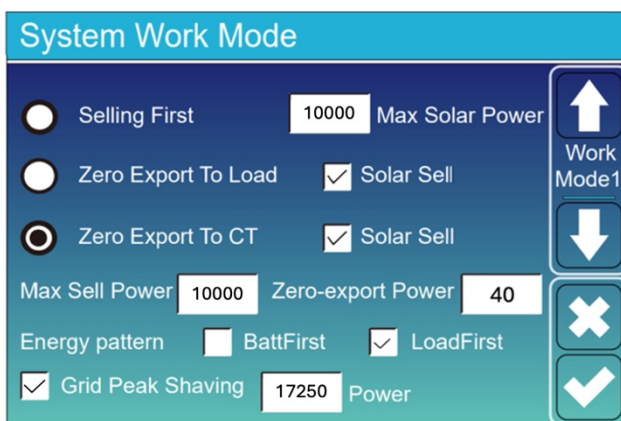 System Work Mode
Selling First 10000 Max Solar Power
Work
Mode1
Zero Export To Load Solar Sell
Zero Export To CT Solar Sell
Max Sell Power 10000 Zero-export Power 40
Energy pattern BattFirst LoadFirst
Grid Peak Shaving 17250 Power